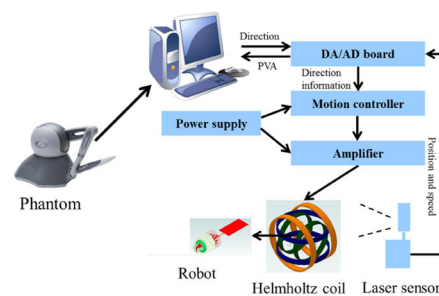 Direction
DA/AD board
PVA
Direction
information
Motion controller
Power supply
Amplifier
Position and speed
Phantom
Robot
Helmholtz coil
Laser sensor